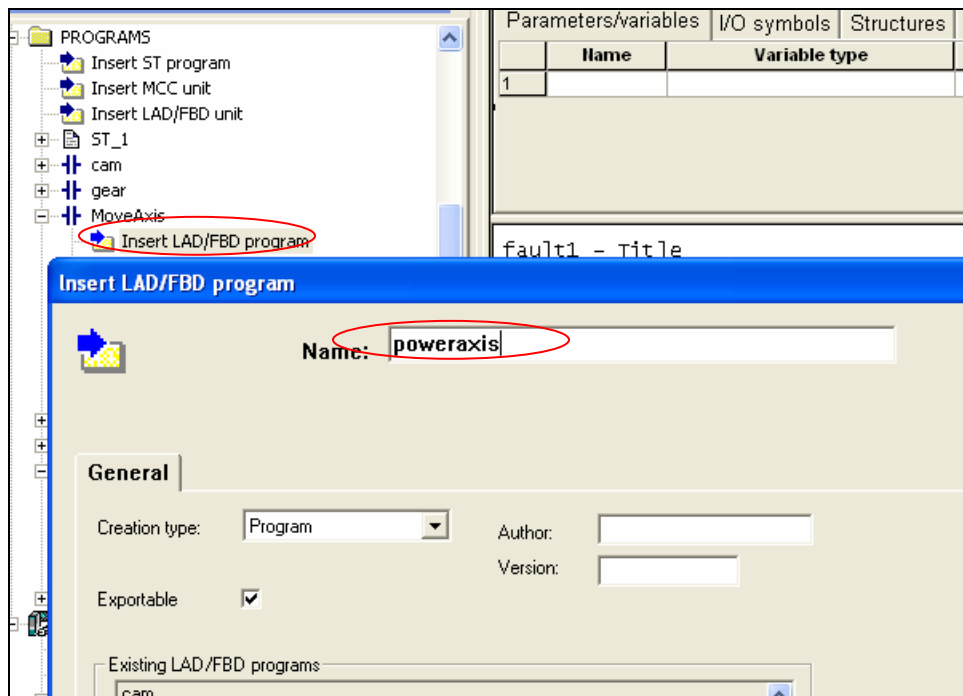 PROGRAMS
Insert ST program
Insert MCC unit
Insert LAD/FBD unit
ST_1
cam
gear
MoveAxis
Insert LAD/FBD program
Parameters/variables I/O symbols Structures
Name Variable type
1
fault1 - Title
Insert LAD/FBD program
Name: poweraxis
General
Creation type: Program
Author:
Version:
Exportable
Existing LAD/FBD programs
cam